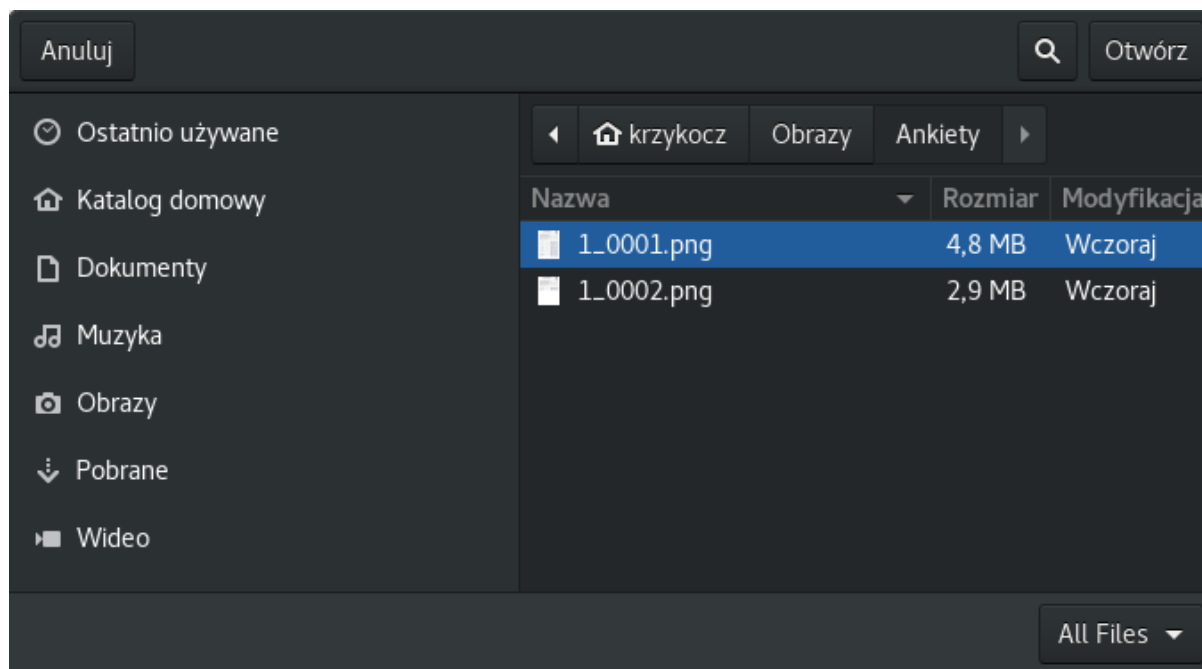 Anuluj
Otwórz
Ostatnio używane
Katalog domowy
Dokumenty
Muzyka
Obrazy
Pobrane
Wideo
krzykocz Obrazy Ankiety
Nazwa Rozmiar Modyfikacja
1_0001.png 4,8 MB Wczoraj
1_0002.png 2,9 MB Wczoraj
All Files